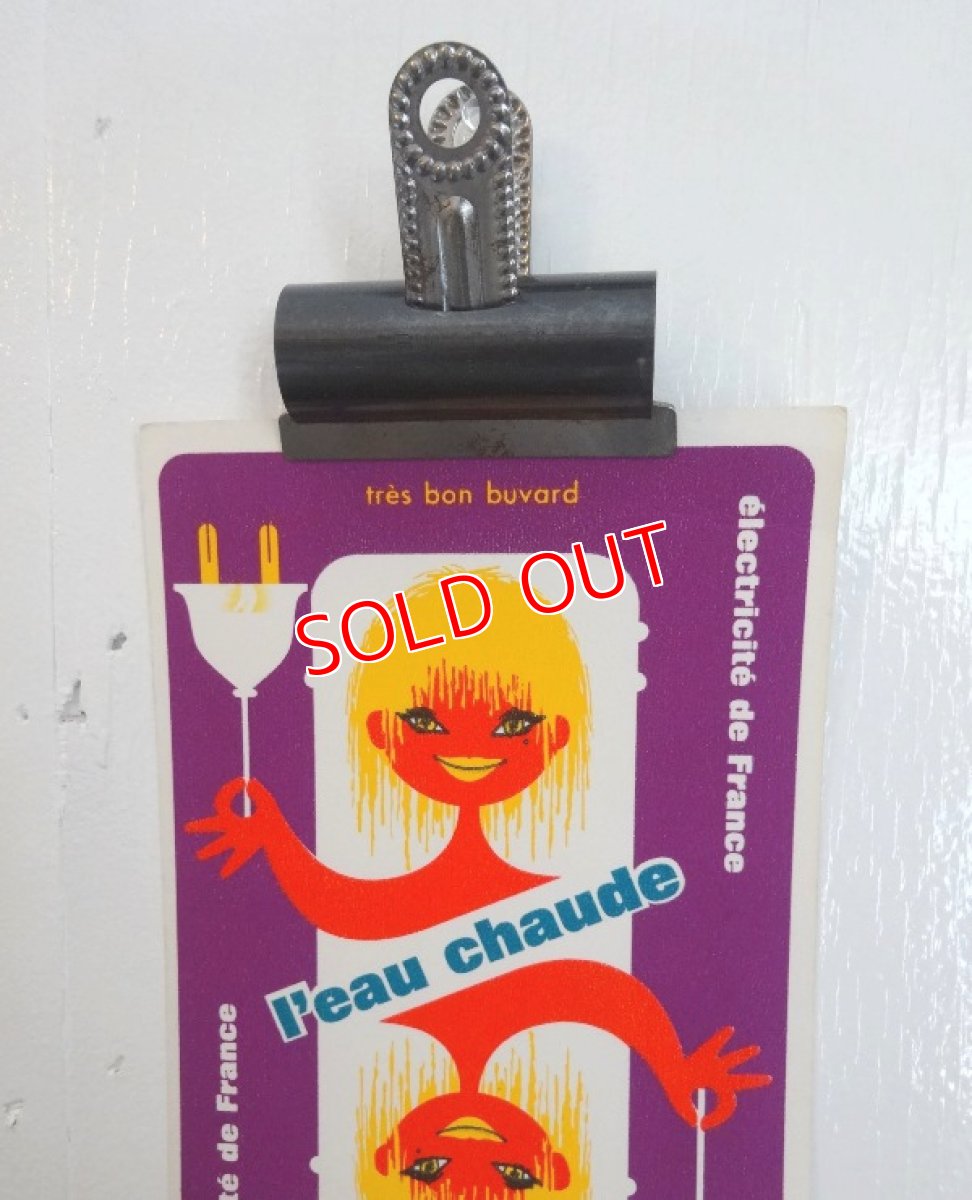 très bon buvard
SOLD OUT
électricité de France
l'eau chaude
té de France